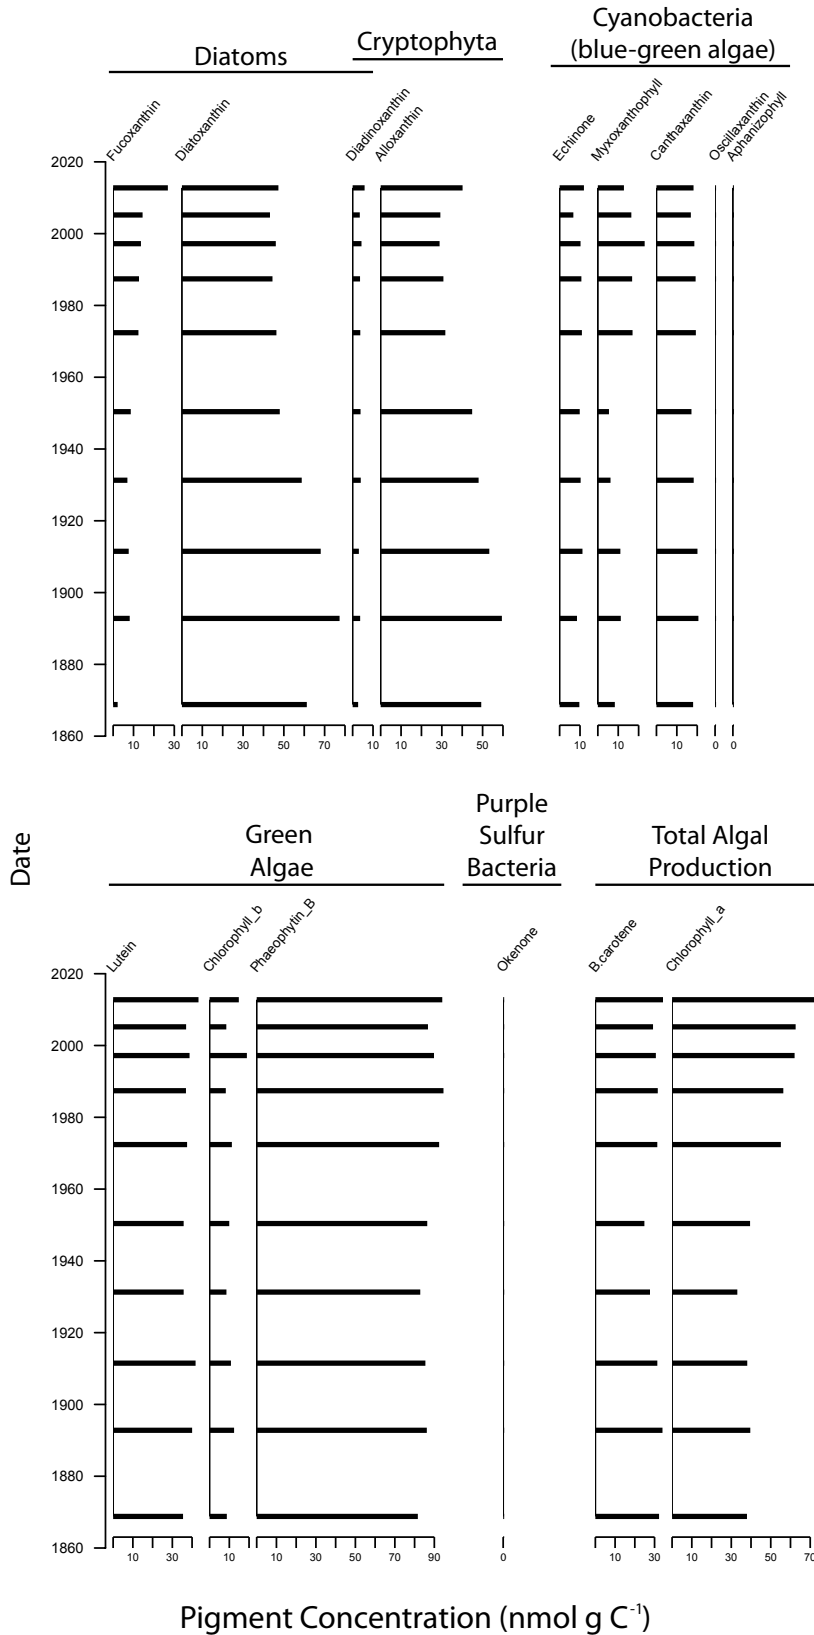 Cyanobacteria
(blue-green algae)
Cryptophyta
Diatoms
Fucoxanthin
Diatoxanthin
Diadinoxanthin
Alloxanthin
Echinone
Myxoxanthophyll
Canthaxanthin
Oscillaxanthin
Aphanizophyll
2020
2000
1980
1960
1940
1920
1900
1880
1860
10 30 10 30 50 70 10 10 30 50 10 10 10 0 0
Date
Green
Algae
Purple
Sulfur
Bacteria
Total Algal
Production
Lutein
Chlorophyll_b
Phaeophytin_B
Okenone
B.carotene
Chlorophyll_a
2020
2000
1980
1960
1940
1920
1900
1880
1860
10 30 10 10 30 50 70 90 0 10 30 10 30 50 70
Pigment Concentration (nmol g C⁻¹)